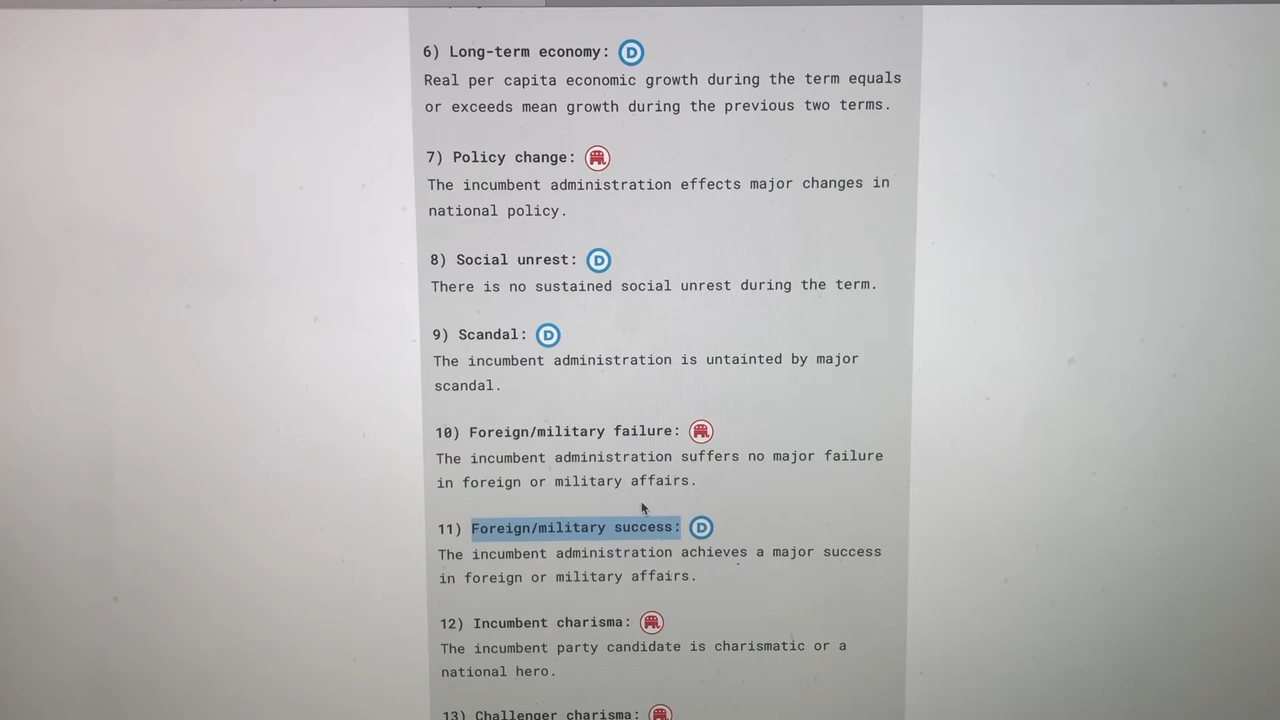 6) Long-term economy: D
Real per capita economic growth during the term equals
or exceeds mean growth during the previous two terms.
7) Policy change:
The incumbent administration effects major changes in
national policy.
8) Social unrest: D
There is no sustained social unrest during the term.
9) Scandal: D
The incumbent administration is untainted by major
scandal.
10) Foreign/military failure:
The incumbent administration suffers no major failure
in foreign or military affairs.
11) Foreign/military success: D
The incumbent administration achieves a major success
in foreign or military affairs.
12) Incumbent charisma:
The incumbent party candidate is charismatic or a
national hero.
13) Challenger charisma: